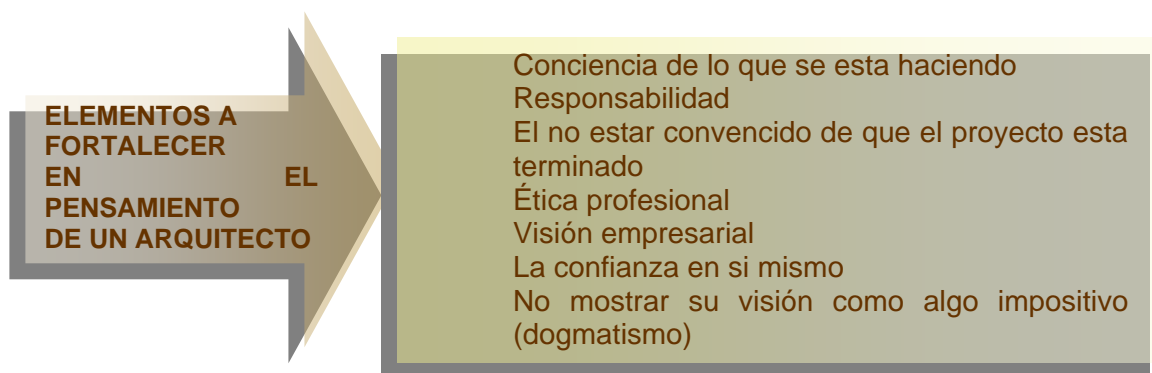 ELEMENTOS A
FORTALECER
EN EL
PENSAMIENTO
DE UN ARQUITECTO
Conciencia de lo que se esta haciendo
Responsabilidad
El no estar convencido de que el proyecto esta
terminado
Ética profesional
Visión empresarial
La confianza en si mismo
No mostrar su visión como algo impositivo
(dogmatismo)